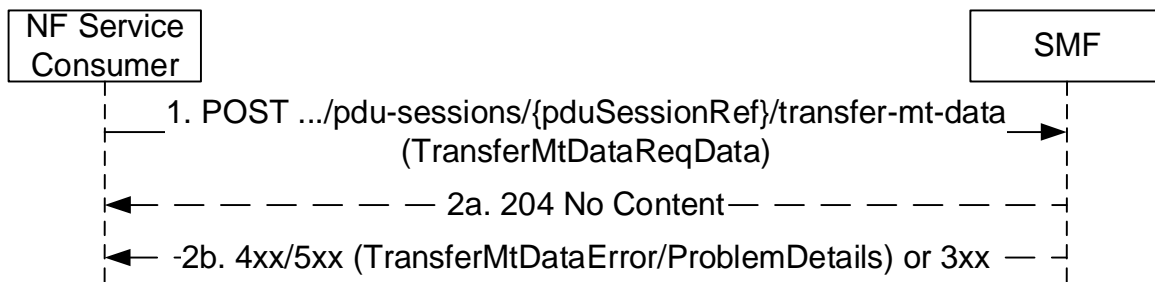 NF Service
Consumer
SMF
1. POST .../pdu-sessions/{pduSessionRef}/transfer-mt-data
(TransferMtDataReqData)
2a. 204 No Content
2b. 4xx/5xx (TransferMtDataError/ProblemDetails) or 3xx